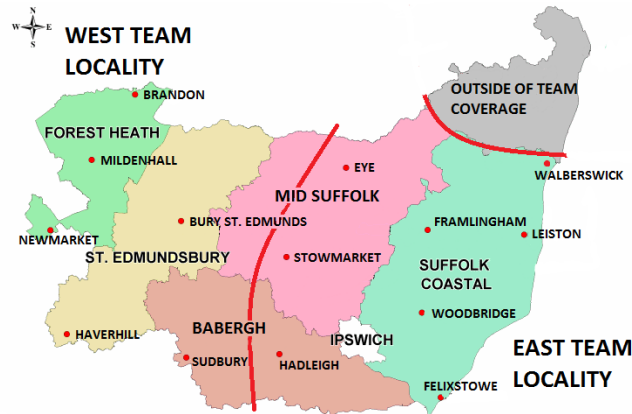 N
W E
S
WEST TEAM
LOCALITY
BRANDON
OUTSIDE OF TEAM
COVERAGE
FOREST HEATH
MILDENHALL
EYE
WALBERSWICK
MID SUFFOLK
BURY ST. EDMUNDS
FRAMLINGHAM
NEWMARKET
LEISTON
ST. EDMUNDSBURY
STOWMARKET
SUFFOLK
COASTAL
WOODBRIDGE
HAVERHILL
BABERGH
IPSWICH
SUDBURY
HADLEIGH
EAST TEAM
LOCALITY
FELIXSTOWE